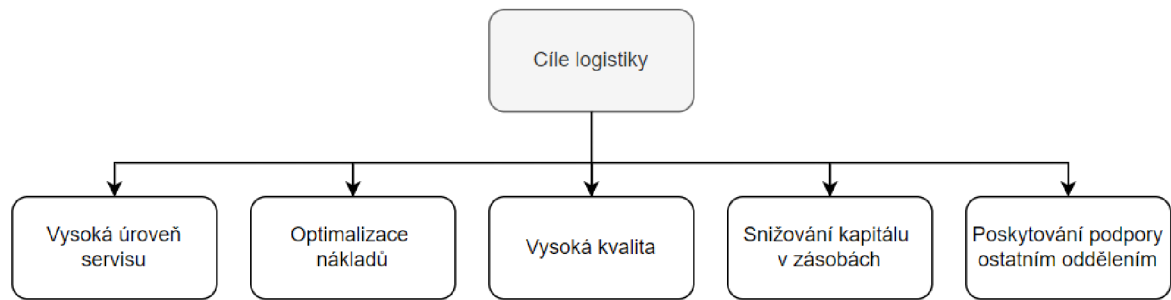 Cíle logistiky
Vysoká úroveň
servisu
Optimalizace
nákladů
Vysoká kvalita
Snižování kapitálu
v zásobách
Poskytování podpory
ostatním oddělením